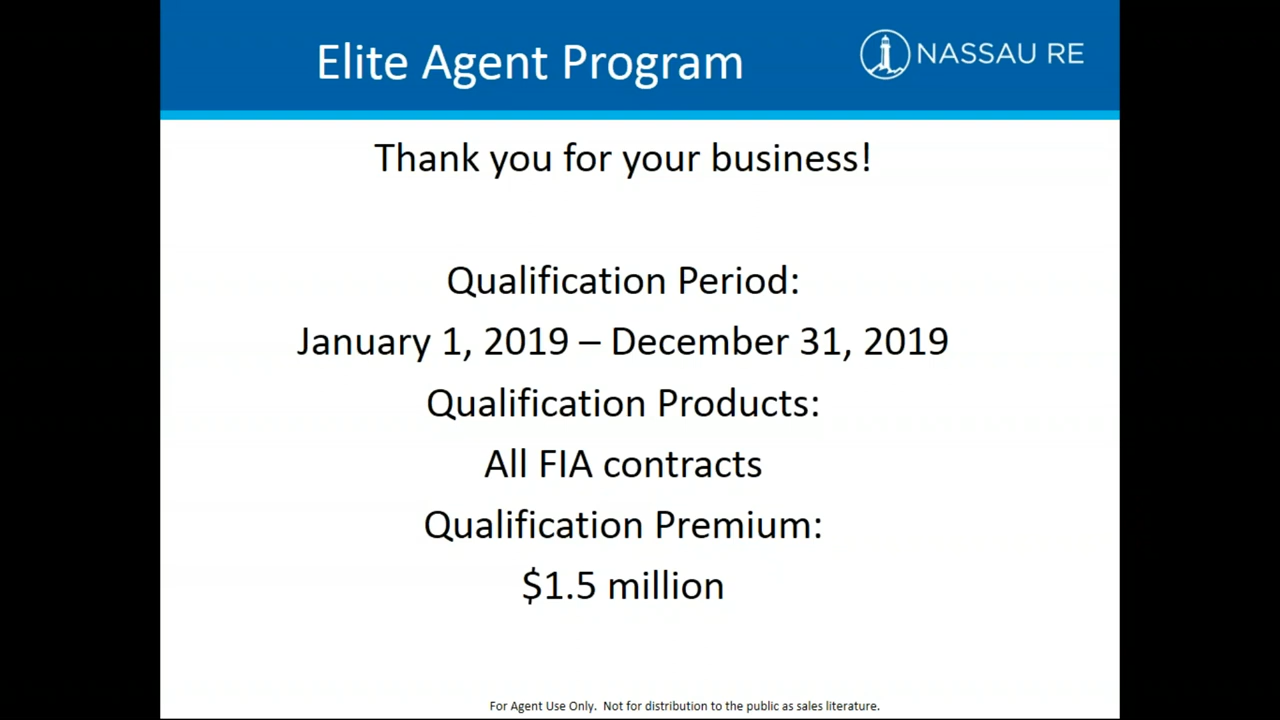 Elite Agent Program
NASSAU RE
Thank you for your business!
Qualification Period:
January 1, 2019 – December 31, 2019
Qualification Products:
All FIA contracts
Qualification Premium:
$1.5 million
For Agent Use Only.  Not for distribution to the public as sales literature.